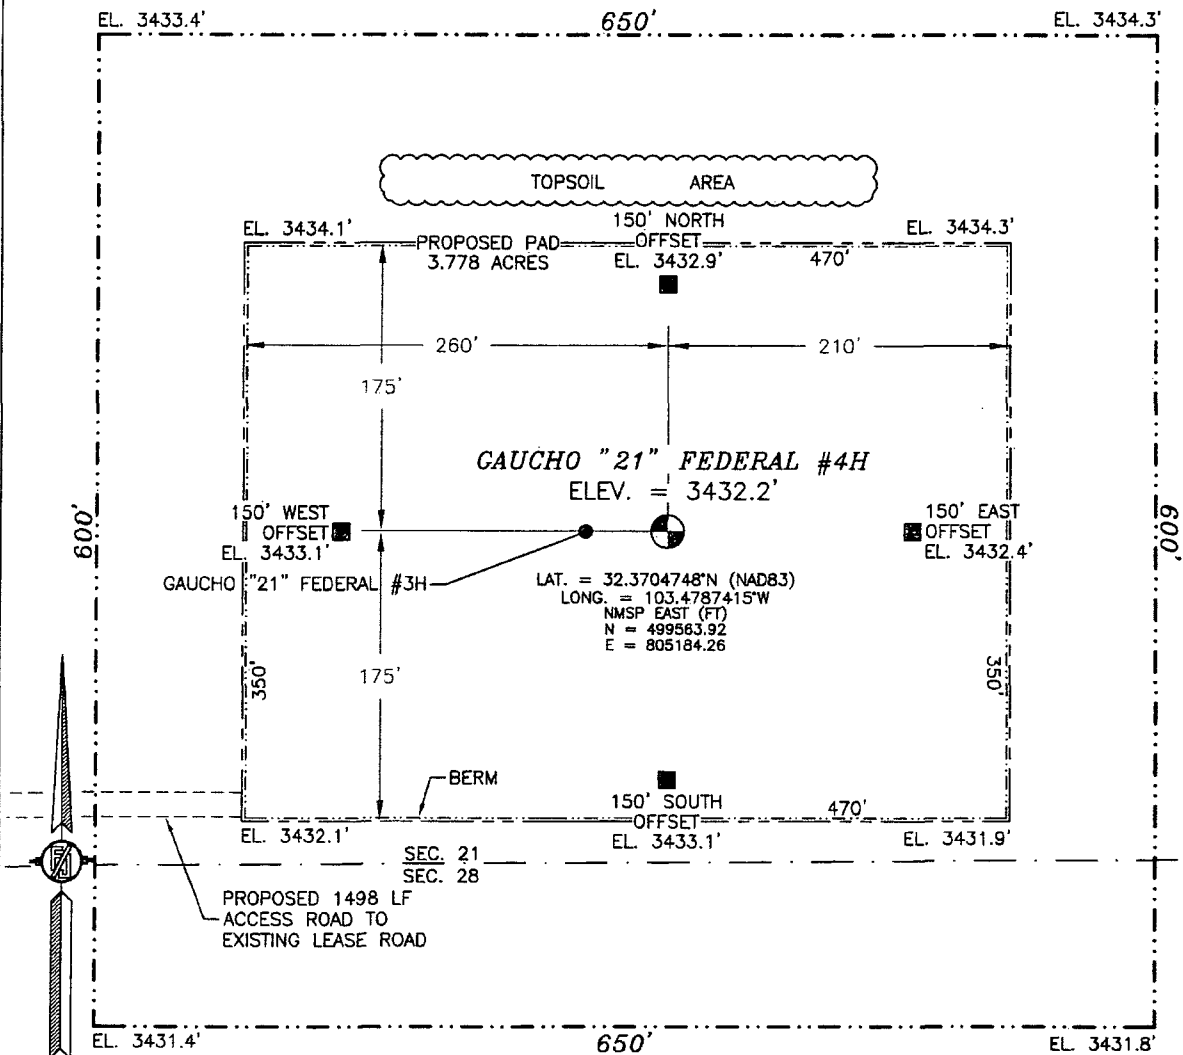 EL. 3433.4'
650'
EL. 3434.3'
TOPSOIL AREA
EL. 3434.1'
150' NORTH
OFFSET
EL. 3432.9'
EL. 3434.3'
PROPOSED PAD
3.778 ACRES
470'
260'
210'
175'
GAUCHO "21" FEDERAL #4H
ELEV. = 3432.2'
600'
150' WEST
OFFSET
EL. 3433.1'
150' EAST
OFFSET
EL. 3432.4'
600'
GAUCHO "21" FEDERAL #3H
LAT. = 32.3704748°N (NAD83)
LONG. = 103.4787415°W
NMSP EAST (FT)
N = 499563.92
E = 805184.26
350'
175'
350'
BERM
150' SOUTH
OFFSET
EL. 3433.1'
470'
EL. 3432.1'
EL. 3431.9'
SEC. 21
SEC. 28
PROPOSED 1498 LF
ACCESS ROAD TO
EXISTING LEASE ROAD
EL. 3431.4'
650'
EL. 3431.8'